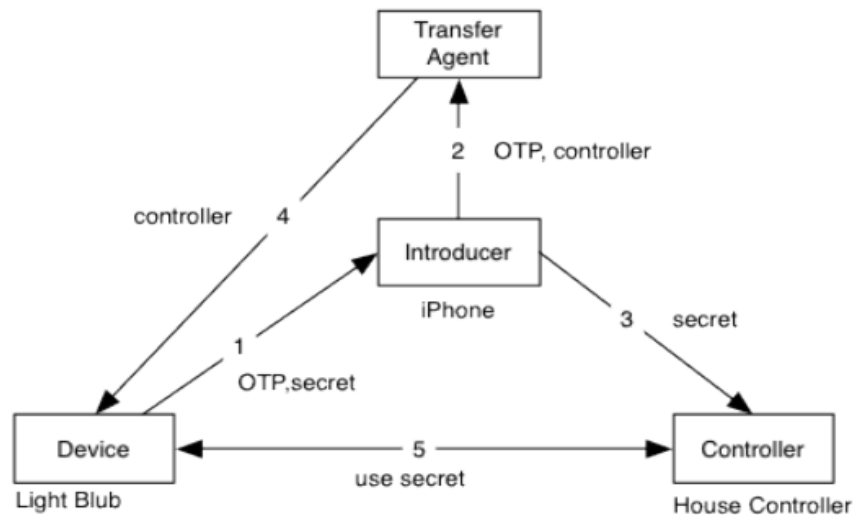 Transfer
Agent
2 OTP, controller
controller 4
Introducer
iPhone
3 secret
1
OTP,secret
Device
5
Controller
use secret
Light Blub
House Controller